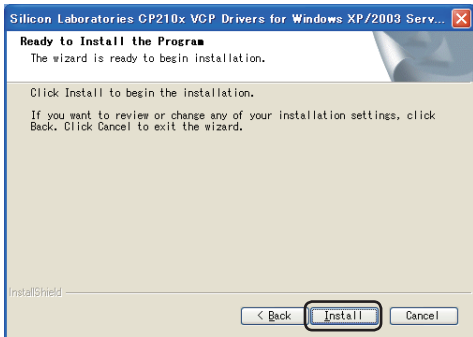 Silicon Laboratories CP210x VCP Drivers for Windows XP/2003 Serv...
Ready to Install the Program
The wizard is ready to begin installation.
Click Install to begin the installation.
If you want to review or change any of your installation settings, click
Back. Click Cancel to exit the wizard.
InstallShield
< Back Install Cancel